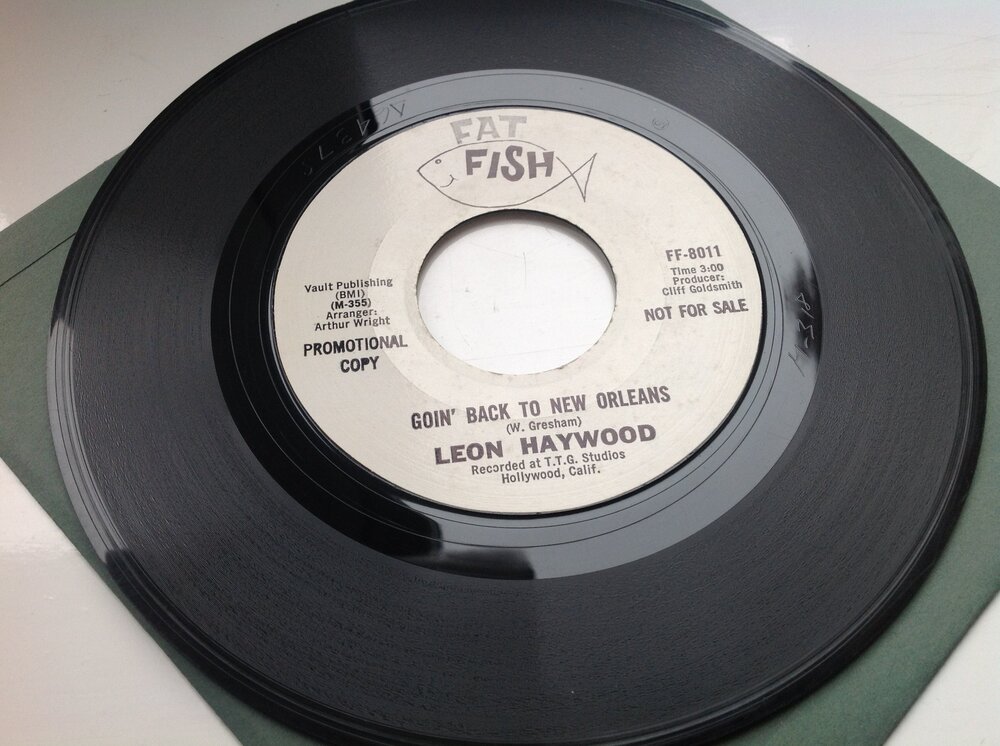 FAT
FISH
Vault Publishing
(BMI)
(M-355)
Arranger:
Arthur Wright
PROMOTIONAL
COPY
FF-8011
Time 3:00
Producer:
Cliff Goldsmith
NOT FOR SALE
GOIN' BACK TO NEW ORLEANS
(W. Gresham)
LEON HAYWOOD
Recorded at T.T.G. Studios
Hollywood, Calif.